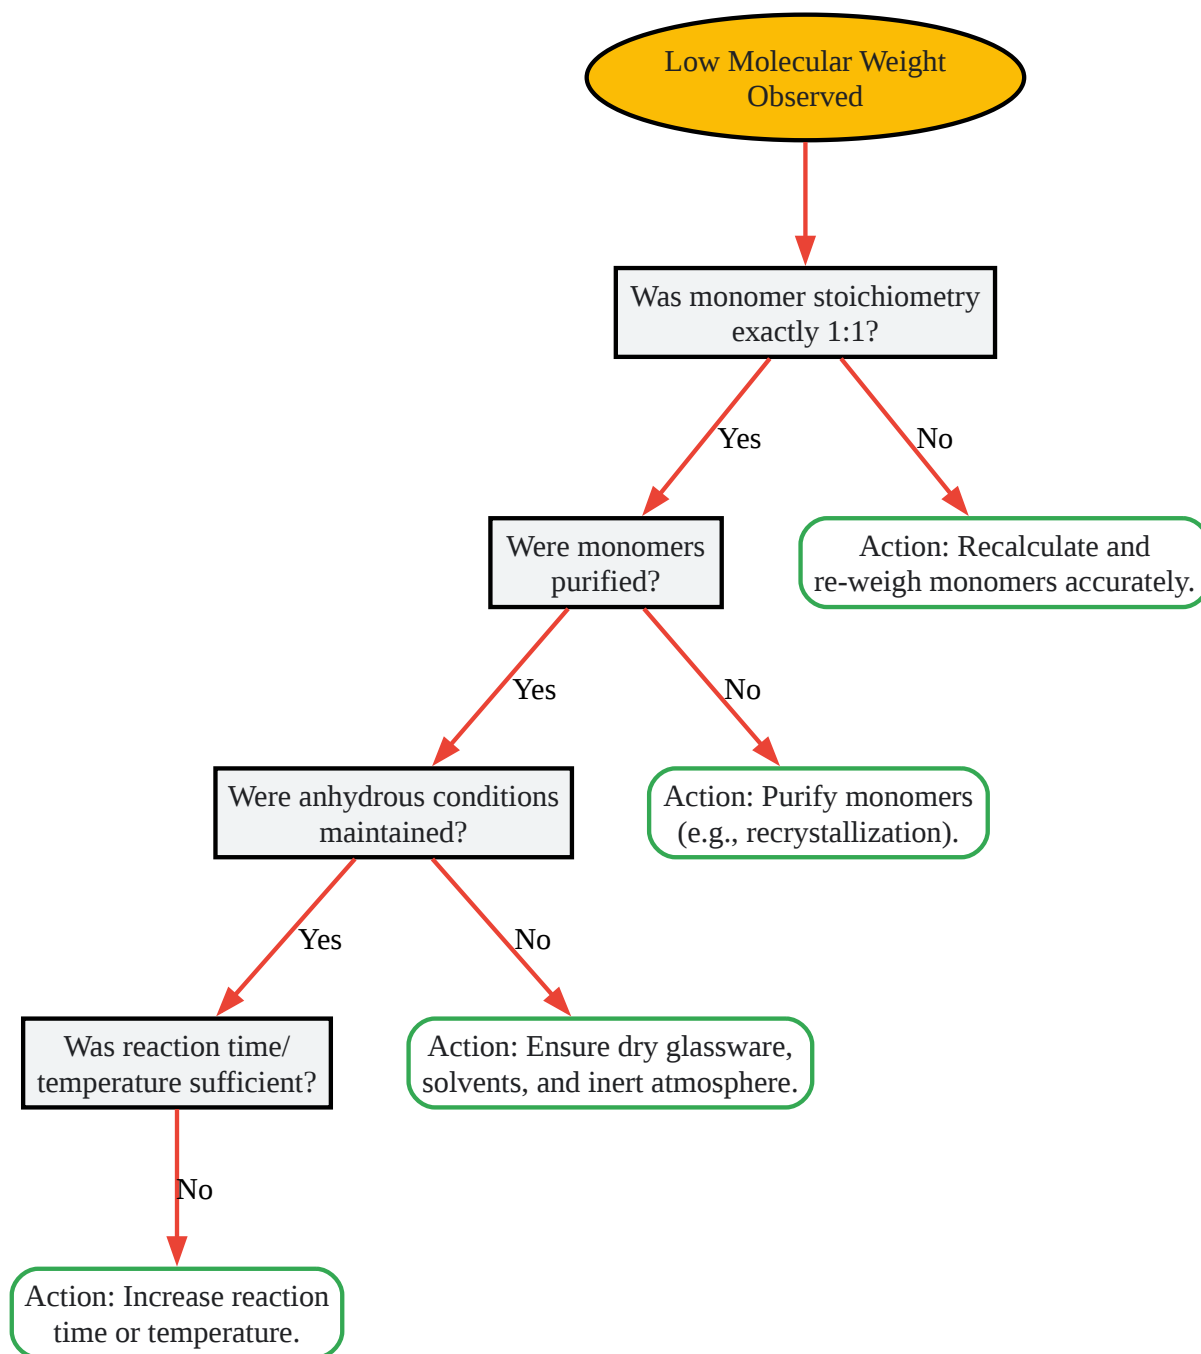 Low Molecular Weight
Observed
Was monomer stoichiometry
exactly 1:1?
Yes
No
Were monomers
purified?
Action: Recalculate and
re-weigh monomers accurately.
Yes
No
Were anhydrous conditions
maintained?
Action: Purify monomers
(e.g., recrystallization).
Yes
No
Was reaction time/
temperature sufficient?
Action: Ensure dry glassware,
solvents, and inert atmosphere.
No
Action: Increase reaction
time or temperature.